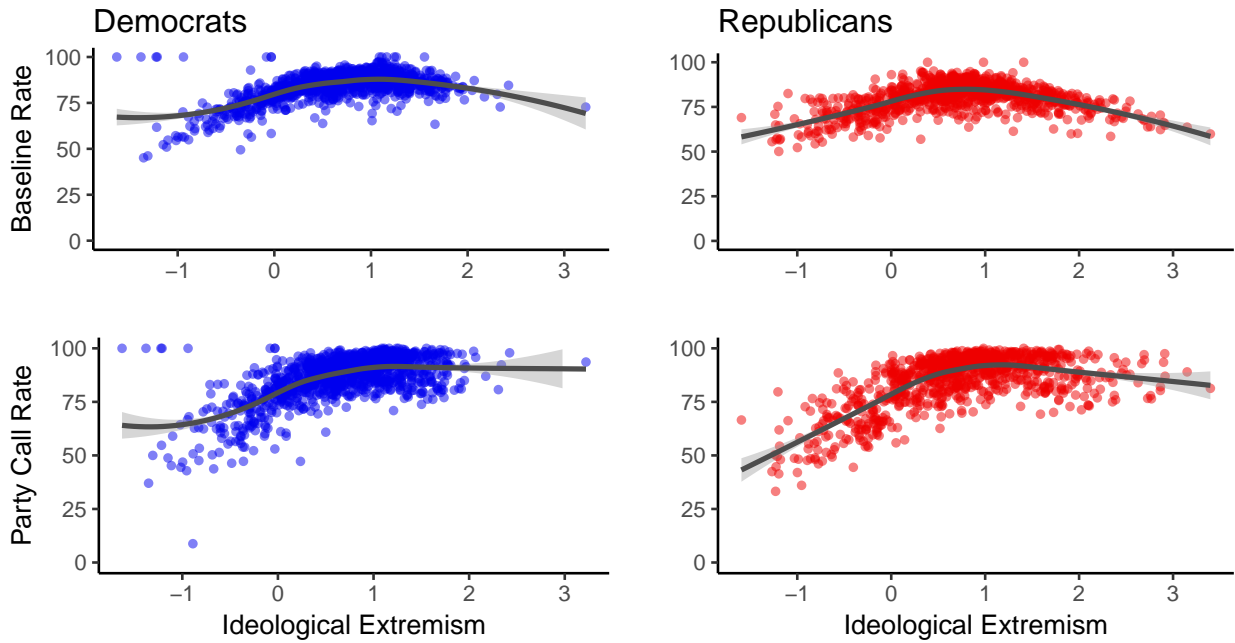 Democrats
Republicans
Baseline Rate
100
75
50
25
0
−1 0 1 2 3
100
75
50
25
0
−1 0 1 2 3
Party Call Rate
100
75
50
25
0
−1 0 1 2 3
Ideological Extremism
100
75
50
25
0
−1 0 1 2 3
Ideological Extremism